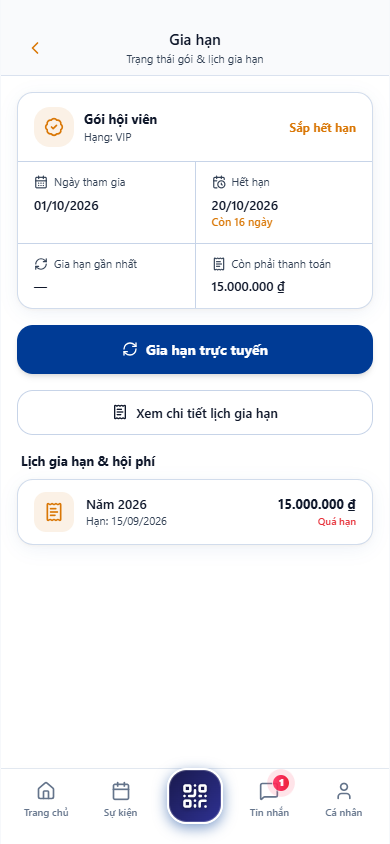 Gia hạn
Trạng thái gói & lịch gia hạn
Gói hội viên
Hạng: VIP
Sắp hết hạn
Ngày tham gia
01/10/2026
Hết hạn
20/10/2026
Còn 16 ngày
Gia hạn gần nhất
—
Còn phải thanh toán
15.000.000 ₫
Gia hạn trực tuyến
Xem chi tiết lịch gia hạn
Lịch gia hạn & hội phí
Năm 2026
Hạn: 15/09/2026
15.000.000 ₫
Quá hạn
Trang chủ
Sự kiện
1
Tin nhắn
Cá nhân